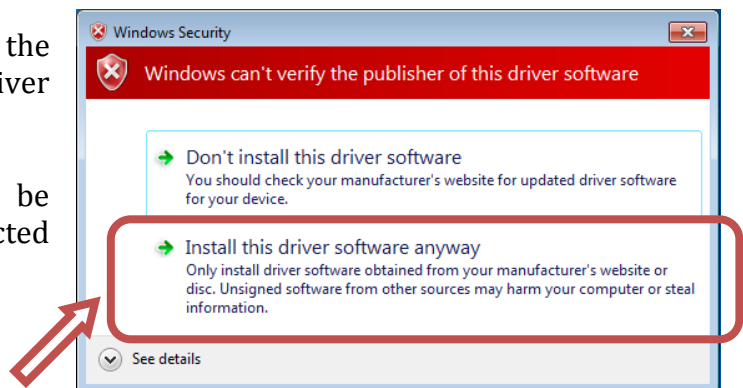 the
iver
be
cted
Windows Security
Windows can't verify the publisher of this driver software
Don't install this driver software
You should check your manufacturer's website for updated driver software
for your device.
Install this driver software anyway
Only install driver software obtained from your manufacturer's website or
disc. Unsigned software from other sources may harm your computer or steal
information.
See details